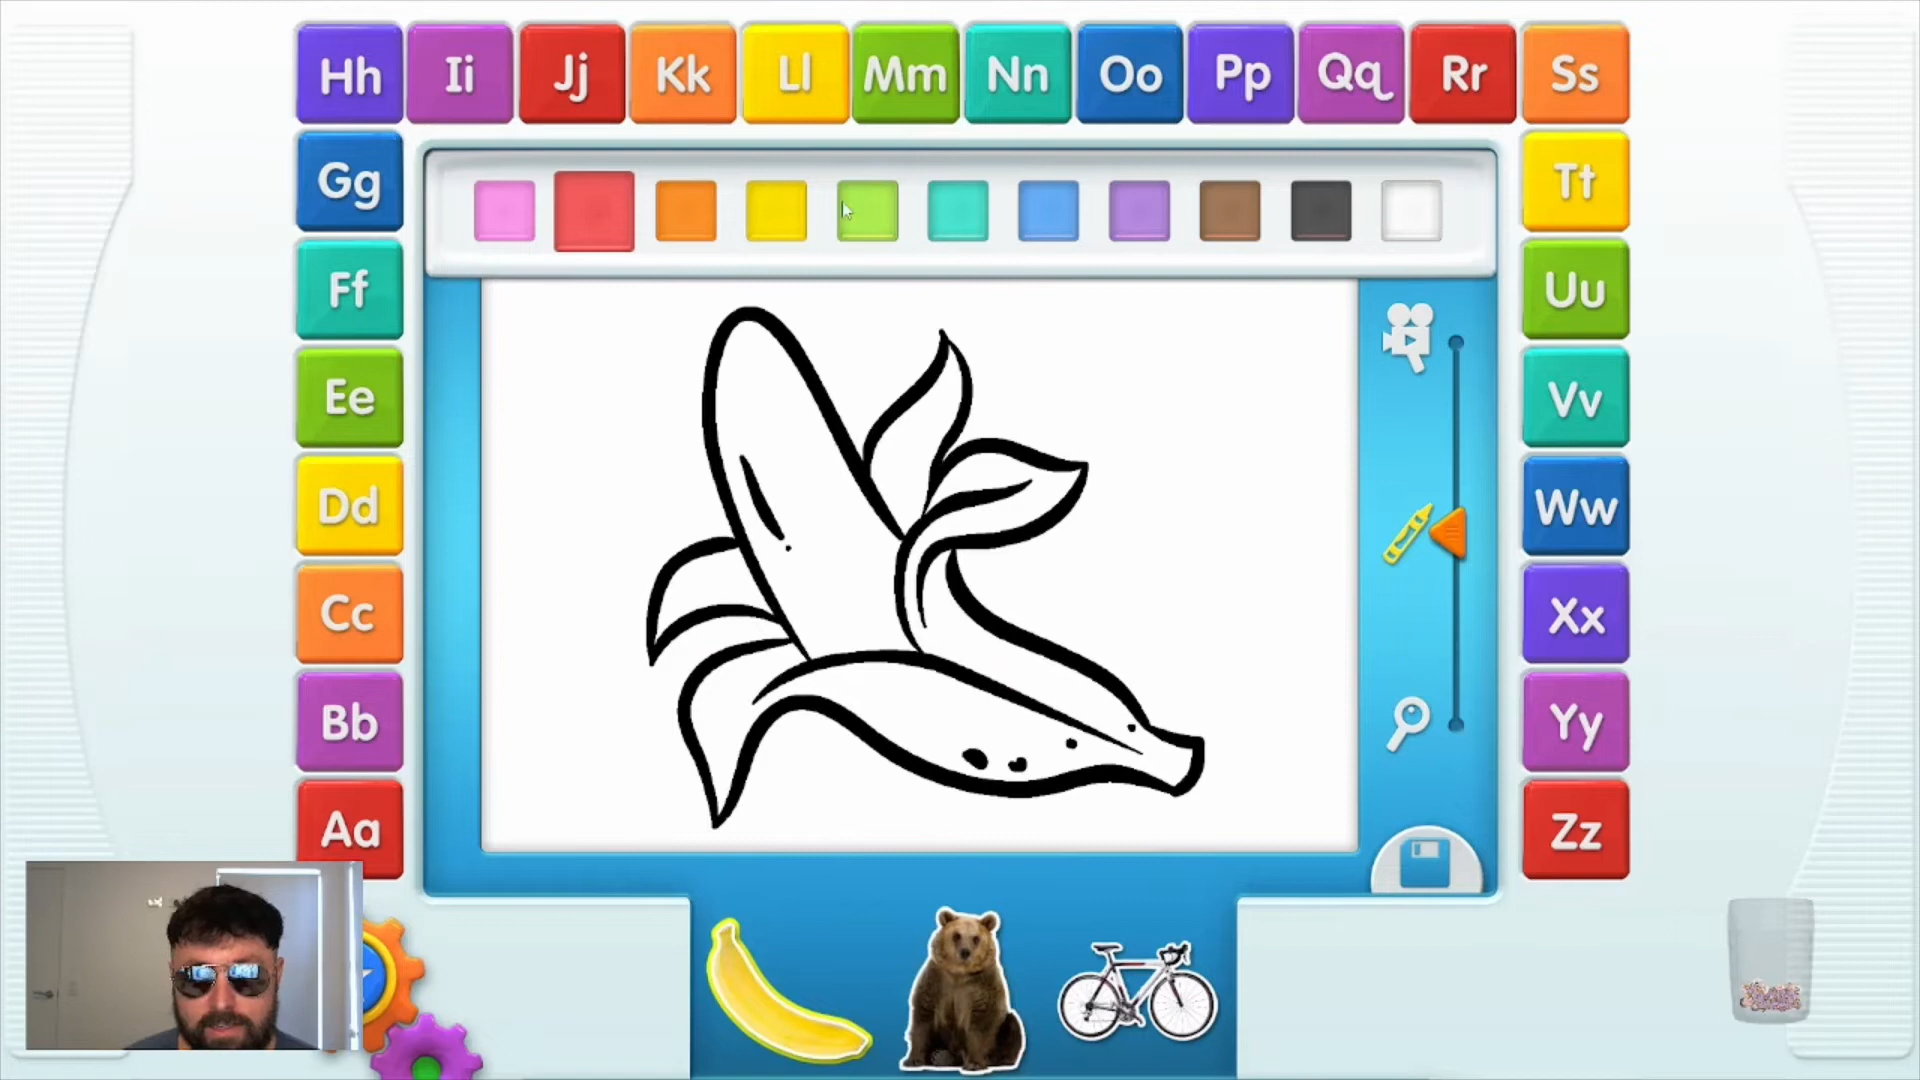 Hh Ii Jj Kk Ll Mm Nn Oo Pp Qq Rr Ss
Gg Tt
Ff Uu
Ee Vv
Dd Ww
Cc Xx
Bb Yy
Aa Zz